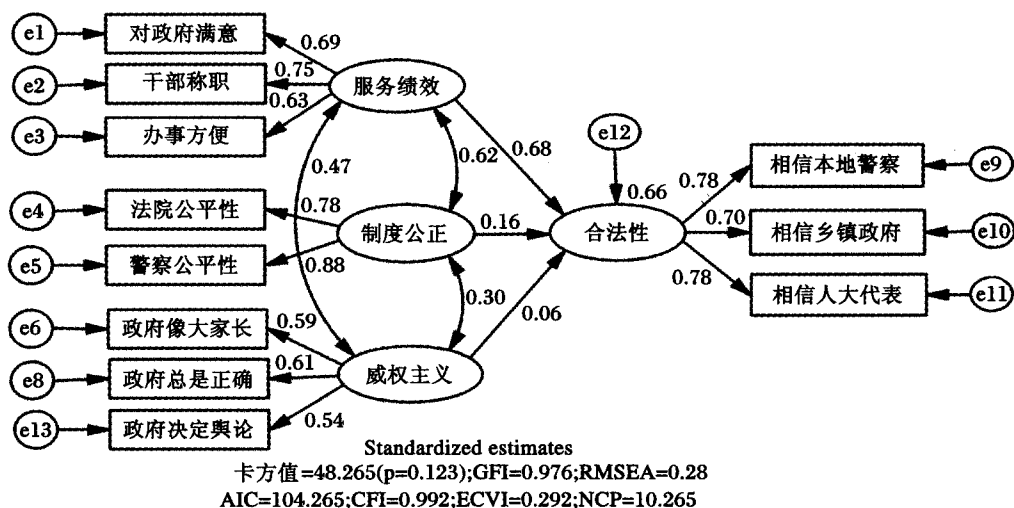 e1
对政府满意
0.69
e2
干部称职
0.75
服务绩效
e3
办事方便
0.63
0.47
0.62
0.68
e12
0.66
e4
法院公平性
0.78
制度公正
0.16
合法性
e5
警察公平性
0.88
0.78
相信本地警察
e9
0.70
相信乡镇政府
e10
0.78
相信人大代表
e11
0.30
0.06
e6
政府像大家长
0.59
e8
政府总是正确
0.61
威权主义
e13
政府决定舆论
0.54
Standardized estimates
卡方值=48.265(p=0.123);GFI=0.976;RMSEA=0.28
AIC=104.265;CFI=0.992;ECVI=0.292;NCP=10.265